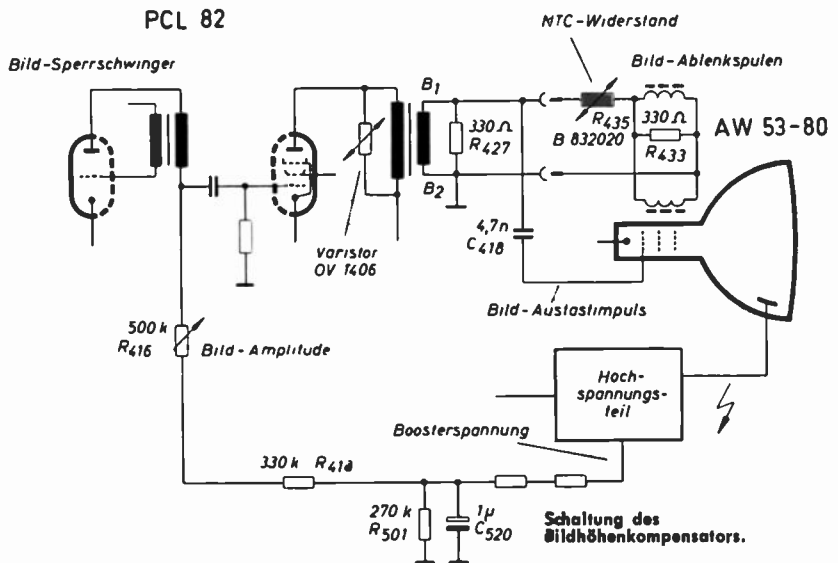 PCL 82
Bild-Sperrschwinger
NTC-Widerstand
Bild-Ablenkspulen
B1
B2
330 Ω
R427
R435
B 832020
330 Ω
R433
AW 53-80
Varistor
OV 1406
4,7n
C418
Bild-Austastimpuls
500 k
R416
Bild-Amplitude
Hoch-
spannungs-
teil
Boosterspannung
330 k R418
270 k
R501
1µ
C520
Schaltung des
Bildhöhenkompensators.